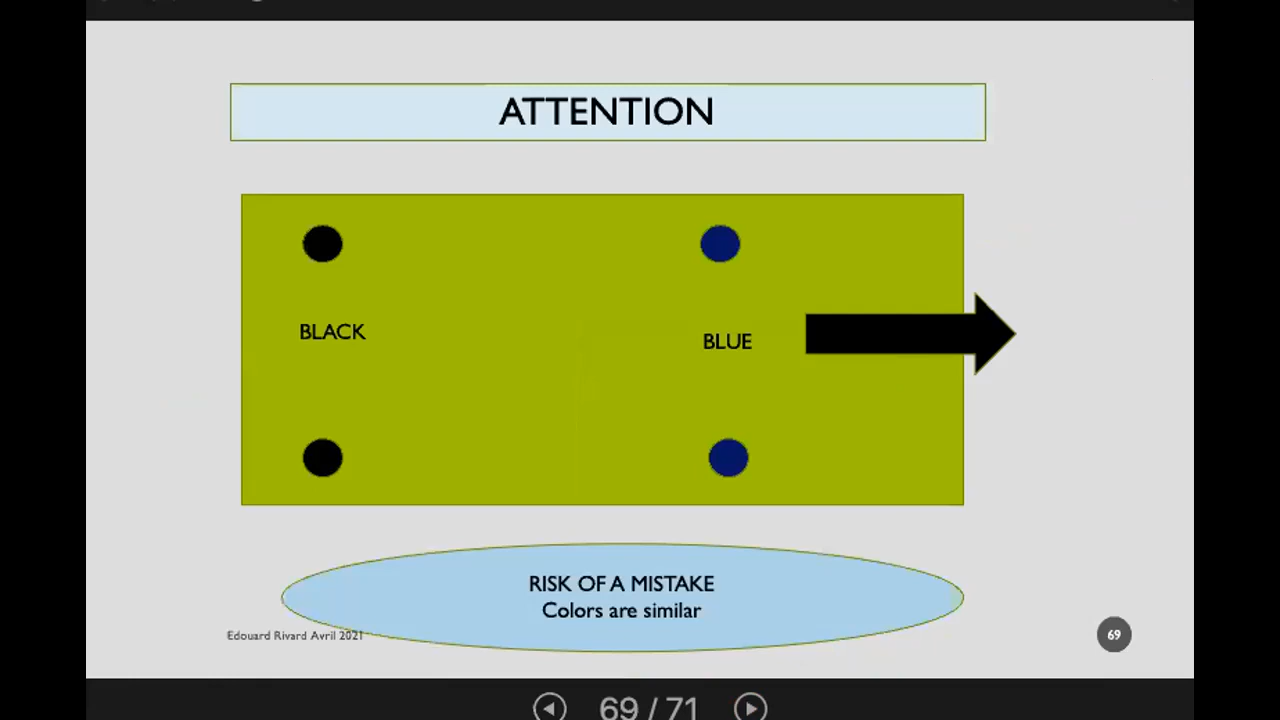 ATTENTION
BLACK
BLUE
RISK OF A MISTAKE
Colors are similar
Edouard Rivard Avril 2021
69
69 / 71